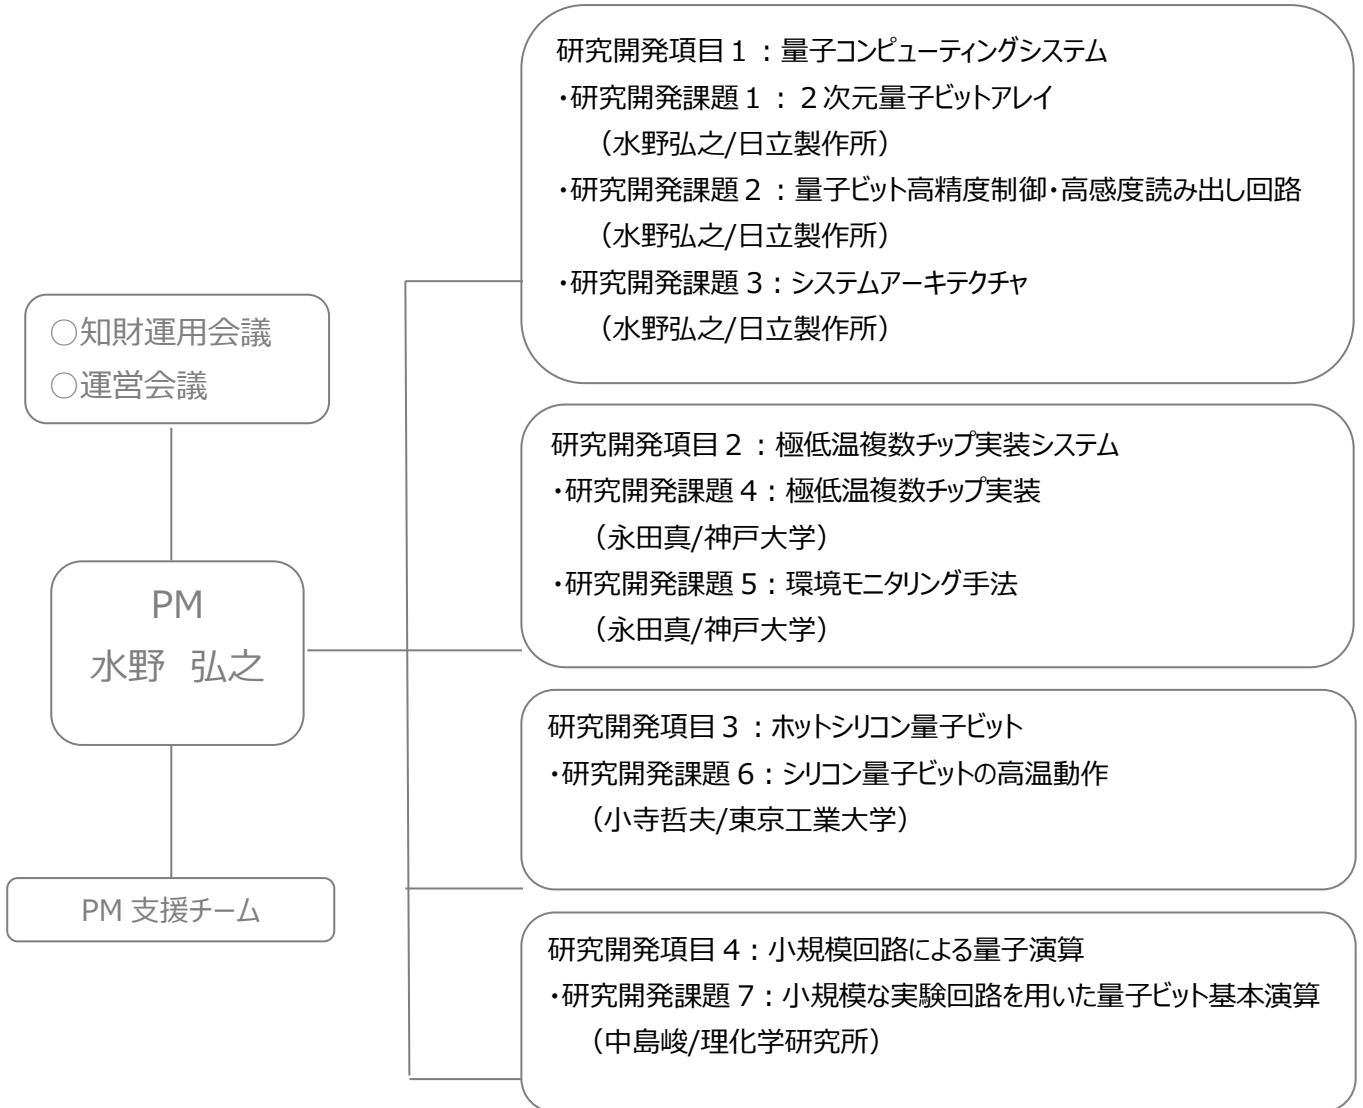 ○知財運用会議
○運営会議
PM
水野 弘之
PM 支援チーム
研究開発項目1：量子コンピューティングシステム
・研究開発課題1：2次元量子ビットアレイ
（水野弘之/日立製作所）
・研究開発課題2：量子ビット高精度制御・高感度読み出し回路
（水野弘之/日立製作所）
・研究開発課題3：システムアーキテクチャ
（水野弘之/日立製作所）
研究開発項目2：極低温複数チップ実装システム
・研究開発課題4：極低温複数チップ実装
（永田真/神戸大学）
・研究開発課題5：環境モニタリング手法
（永田真/神戸大学）
研究開発項目3：ホットシリコン量子ビット
・研究開発課題6：シリコン量子ビットの高温動作
（小寺哲夫/東京工業大学）
研究開発項目4：小規模回路による量子演算
・研究開発課題7：小規模な実験回路を用いた量子ビット基本演算
（中島峻/理化学研究所）